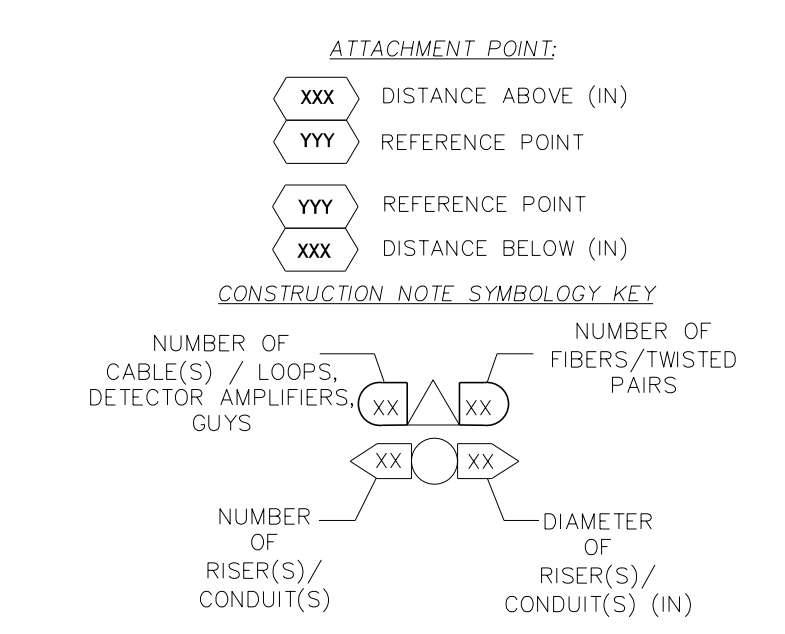 ATTACHMENT POINT:
XXX DISTANCE ABOVE (IN)
YYY REFERENCE POINT
YYY REFERENCE POINT
XXX DISTANCE BELOW (IN)
CONSTRUCTION NOTE SYMBOLOGY KEY
NUMBER OF
CABLE(S) / LOOPS,
DETECTOR AMPLIFIERS,
GUYS
NUMBER OF
FIBERS/TWISTED
PAIRS
XX XX
XX XX
NUMBER
OF
RISER(S)/
CONDUIT(S)
DIAMETER
OF
RISER(S)/
CONDUIT(S) (IN)